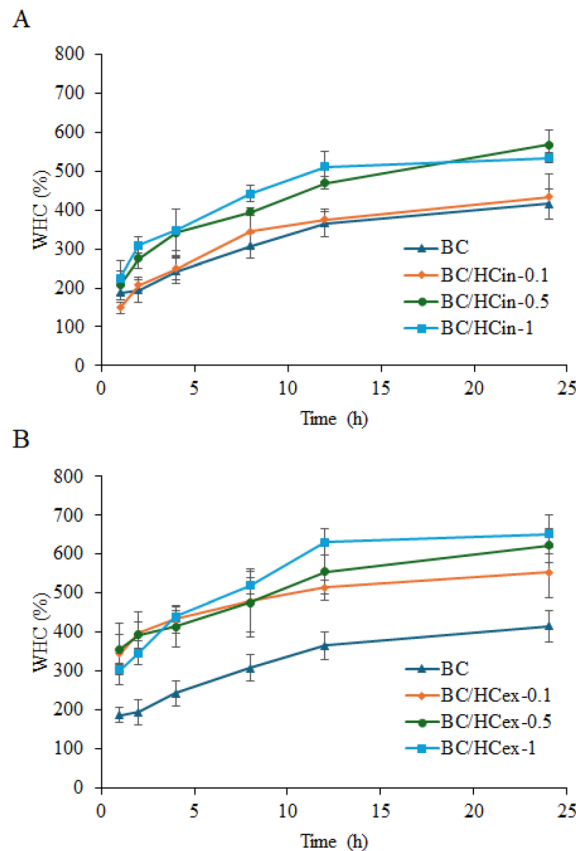 A
800
700
600
500
400
300
200
100
0
WHC (%)
BC
BC/HCin-0.1
BC/HCin-0.5
BC/HCin-1
0 5 10 15 20 25
Time (h)
B
800
700
600
500
400
300
200
100
0
WHC (%)
BC
BC/HCex-0.1
BC/HCex-0.5
BC/HCex-1
0 5 10 15 20 25
Time (h)